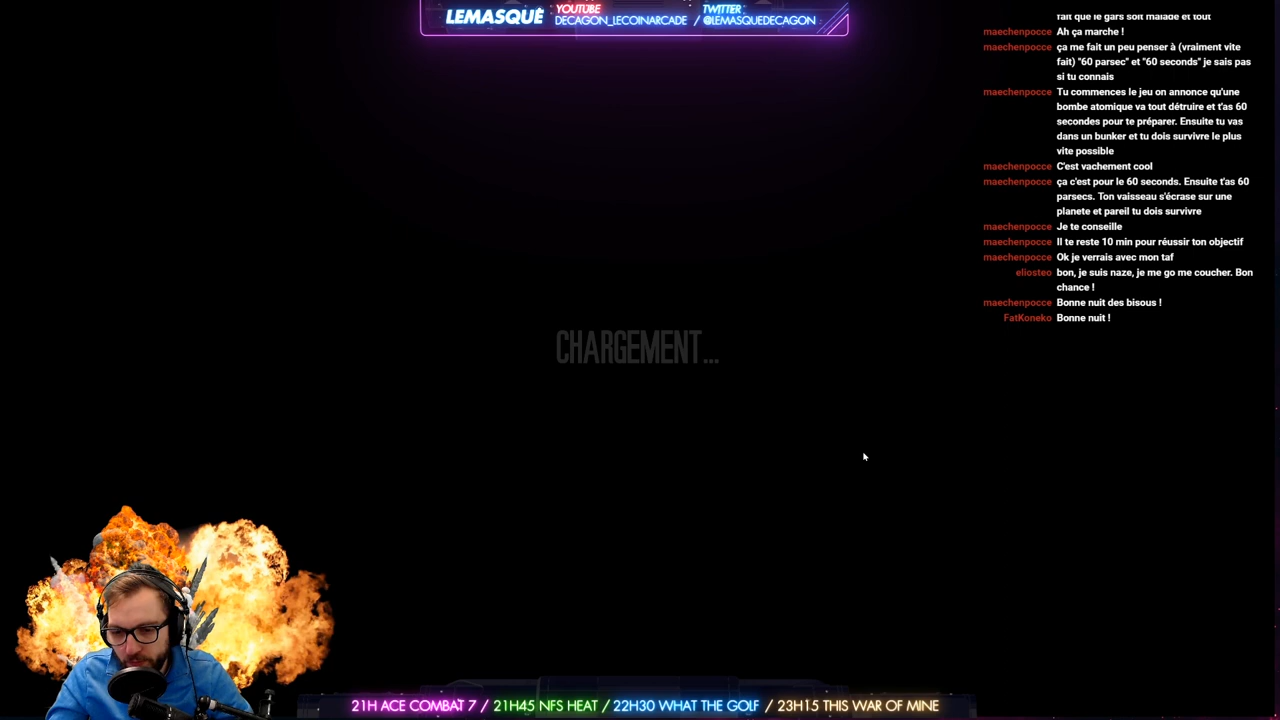 LEMASQUÉ
YOUTUBE
DECAGON_LECOINARCADE
TWITTER
/ @LEMASQUEDECAGON
fait que le gars soit malade et tout
maechenpocce Ah ça marche !
maechenpocce ça me fait un peu penser à (vraiment vite
fait) "60 parsec" et "60 seconds" je sais pas
si tu connais
maechenpocce Tu commences le jeu on annonce qu'une
bombe atomique va tout détruire et t'as 60
secondes pour te préparer. Ensuite tu vas
dans un bunker et tu dois survivre le plus
vite possible
maechenpocce C'est vachement cool
maechenpocce ça c'est pour le 60 seconds. Ensuite t'as 60
parsecs. Ton vaisseau s'écrase sur une
planete et pareil tu dois survivre
maechenpocce Je te conseille
maechenpocce Il te reste 10 min pour réussir ton objectif
maechenpocce Ok je verrais avec mon taf
eliosteo bon, je suis naze, je me go me coucher. Bon
chance !
maechenpocce Bonne nuit des bisous !
FatKoneko Bonne nuit !
CHARGEMENT...
21H ACE COMBAT 7 / 21H45 NFS HEAT / 22H30 WHAT THE GOLF / 23H15 THIS WAR OF MINE